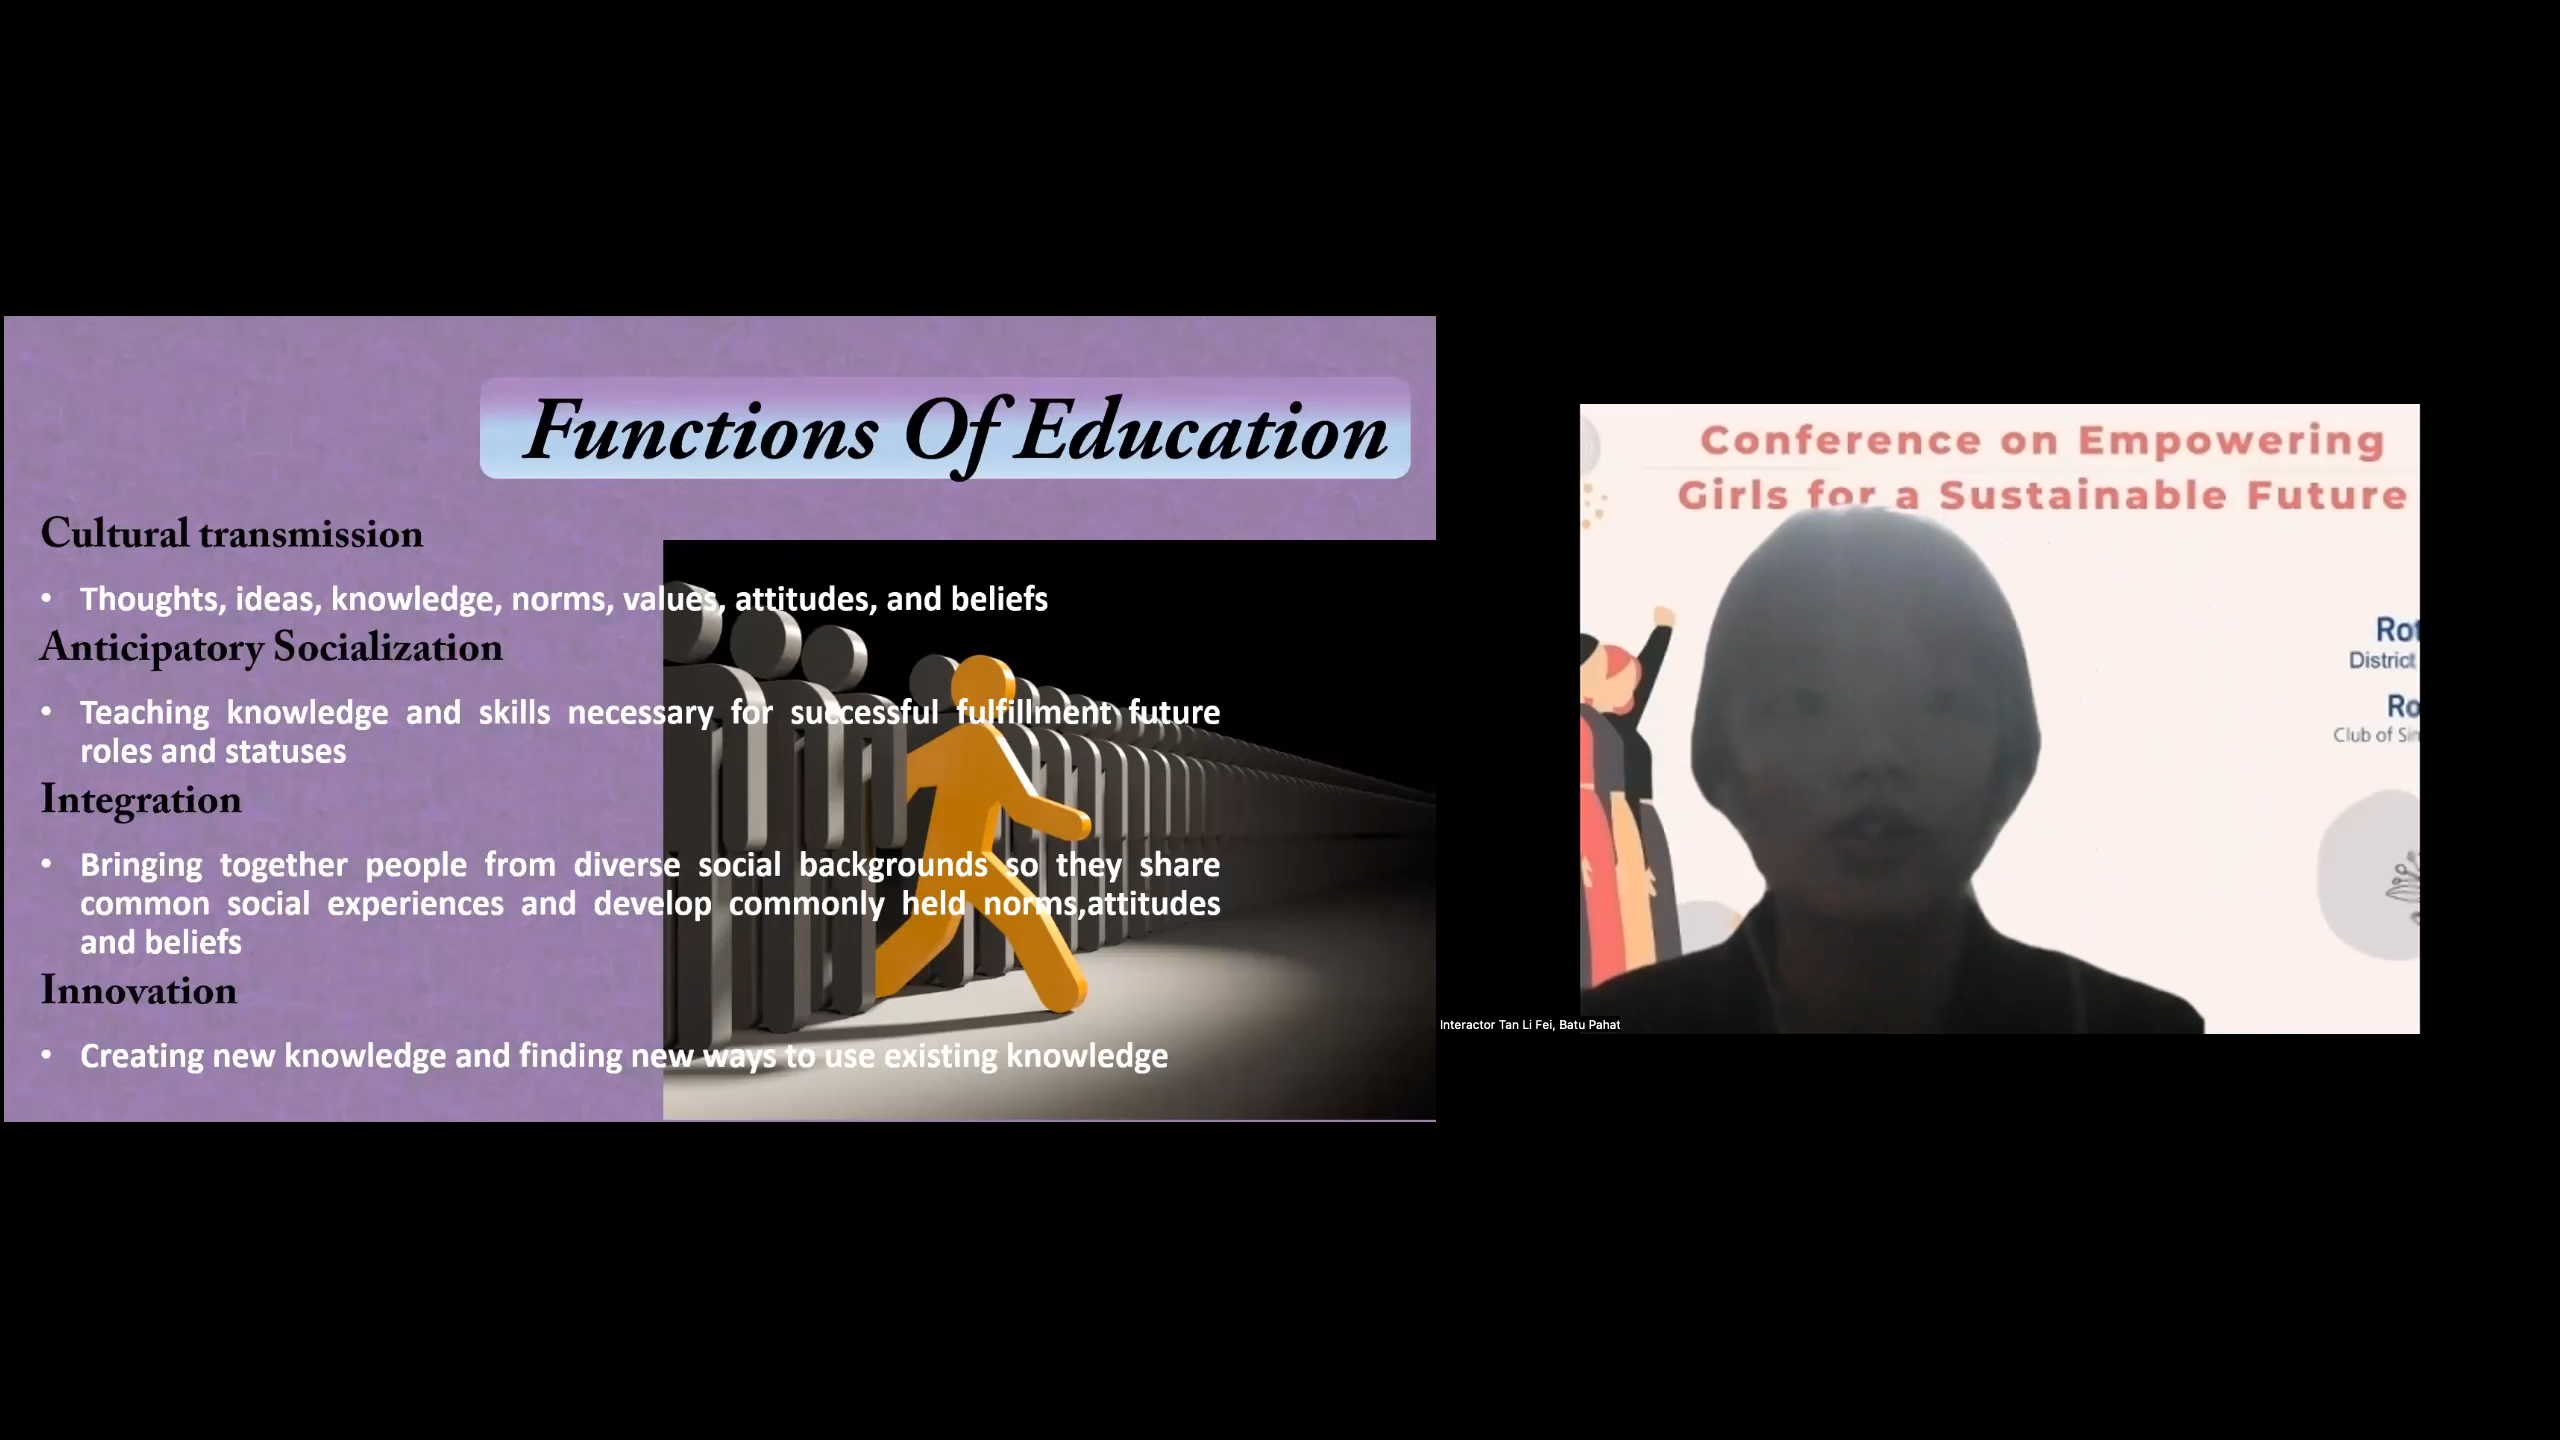 Functions Of Education
Cultural transmission
• Thoughts, ideas, knowledge, norms, values, attitudes, and beliefs
Anticipatory Socialization
• Teaching knowledge and skills necessary for successful fulfillment future
roles and statuses
Integration
• Bringing together people from diverse social backgrounds so they share
common social experiences and develop commonly held norms,attitudes
and beliefs
Innovation
• Creating new knowledge and finding new ways to use existing knowledge
Conference on Empowering
Girls for a Sustainable Future
District
Club of
Interactor Tan Li Fei, Batu Pahat